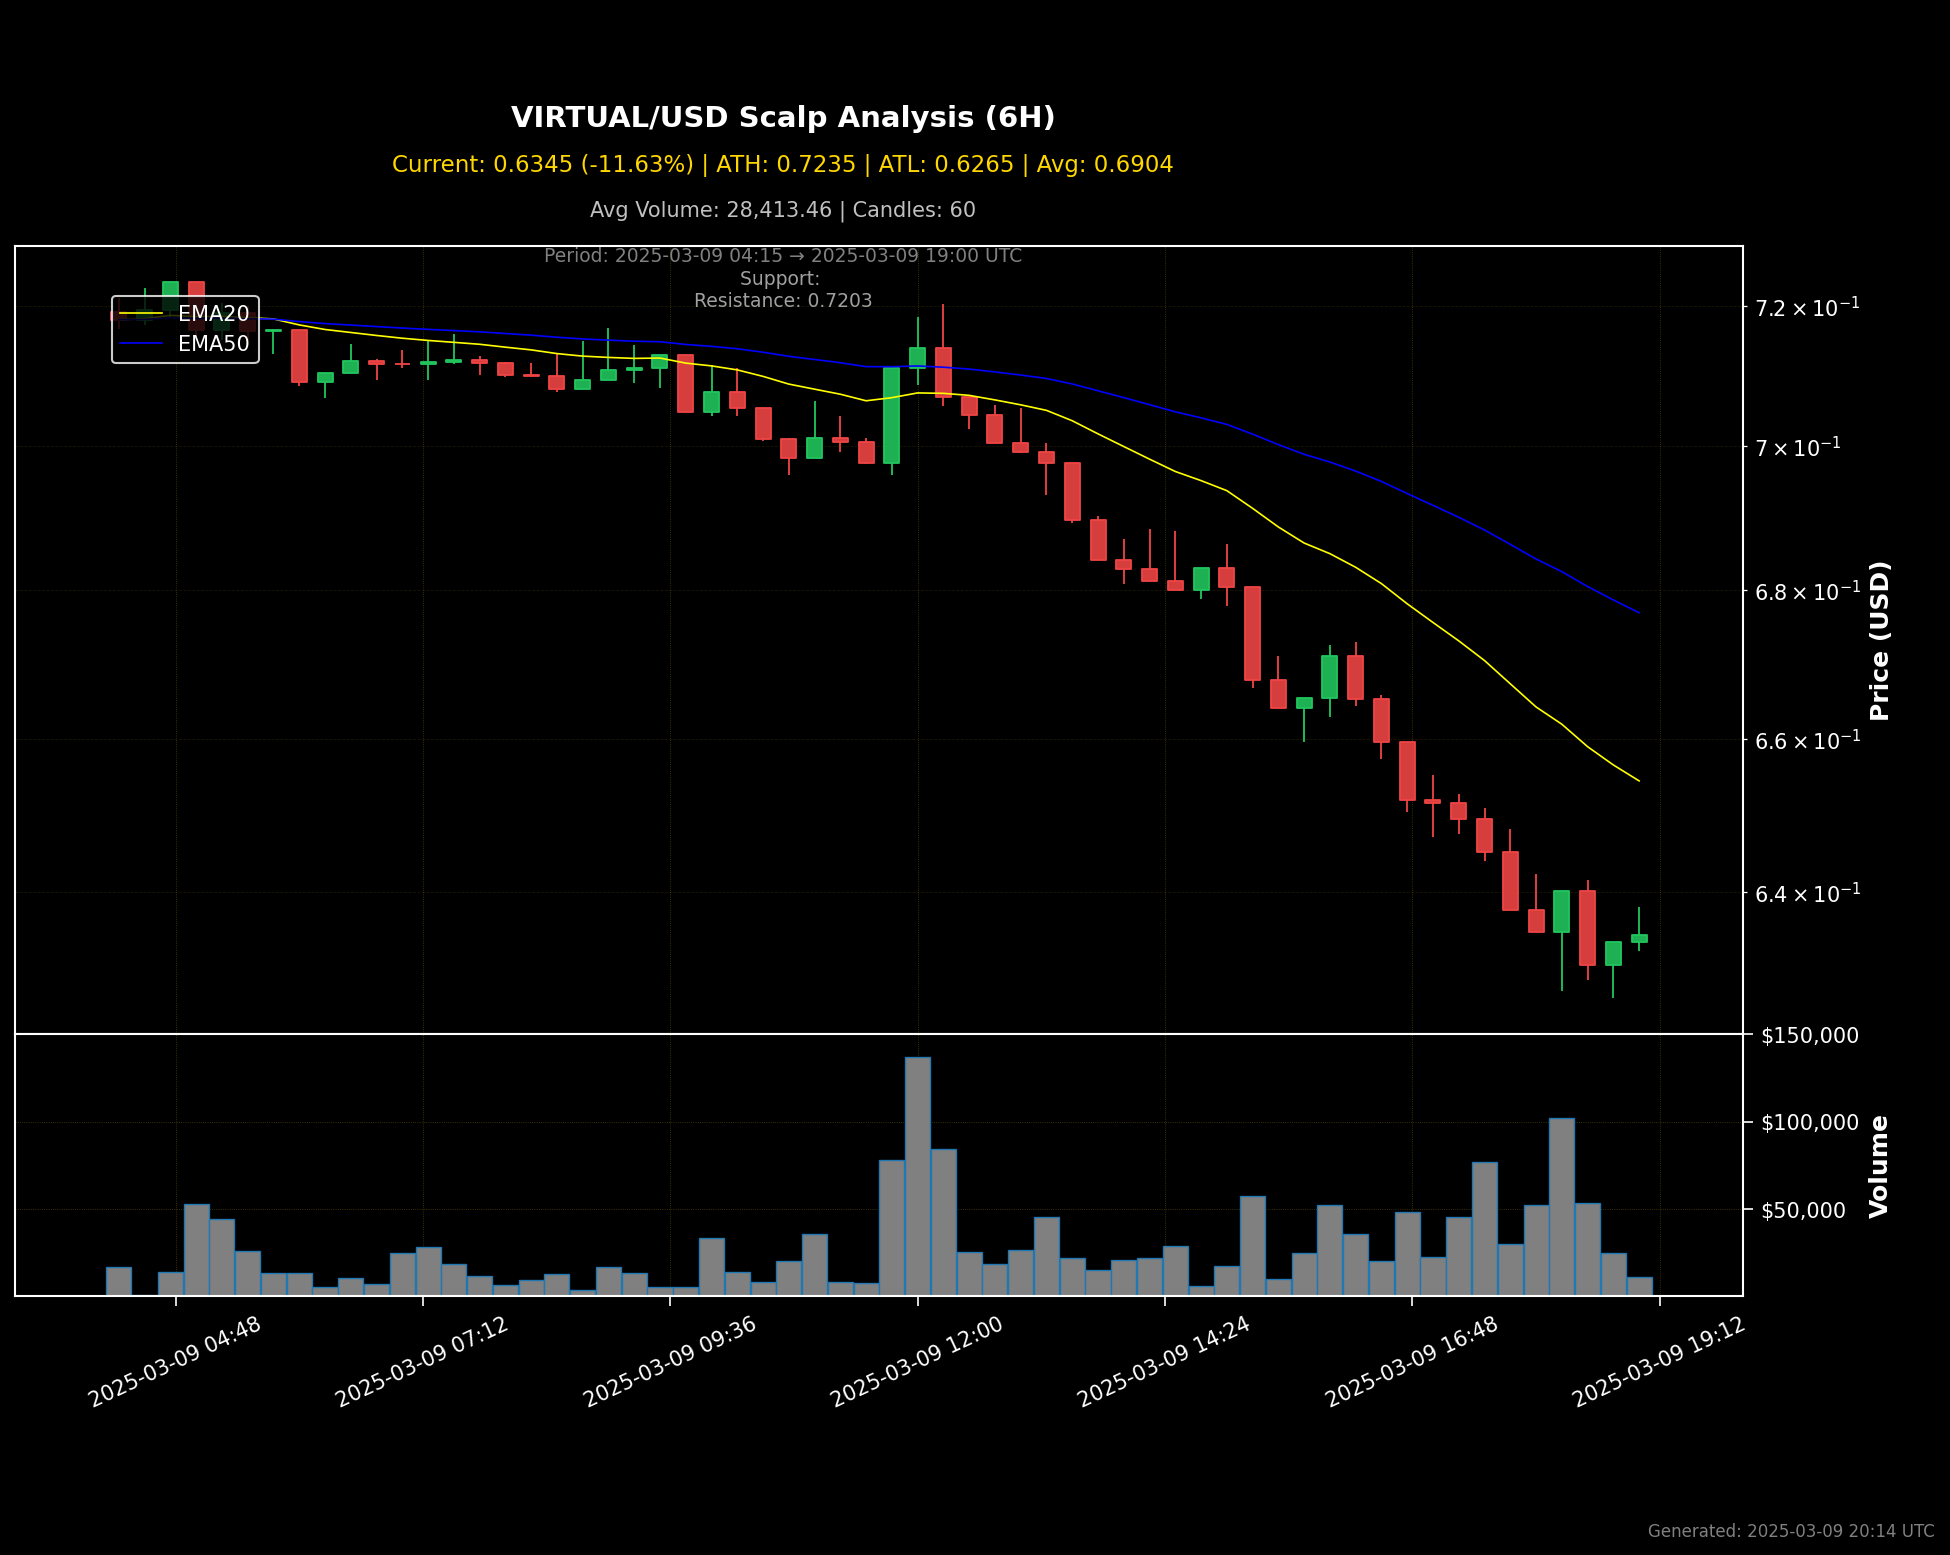 VIRTUAL/USD Scalp Analysis (6H)
Current: 0.6345 (-11.63%) | ATH: 0.7235 | ATL: 0.6265 | Avg: 0.6904
Avg Volume: 28,413.46 | Candles: 60
Period: 2025-03-09 04:15 → 2025-03-09 19:00 UTC
Support:
Resistance: 0.7203
EMA20
EMA50
7.2 × 10⁻¹
7 × 10⁻¹
6.8 × 10⁻¹
6.6 × 10⁻¹
6.4 × 10⁻¹
Price (USD)
$150,000
$100,000
$50,000
Volume
2025-03-09 04:48
2025-03-09 07:12
2025-03-09 09:36
2025-03-09 12:00
2025-03-09 14:24
2025-03-09 16:48
2025-03-09 19:12
Generated: 2025-03-09 20:14 UTC